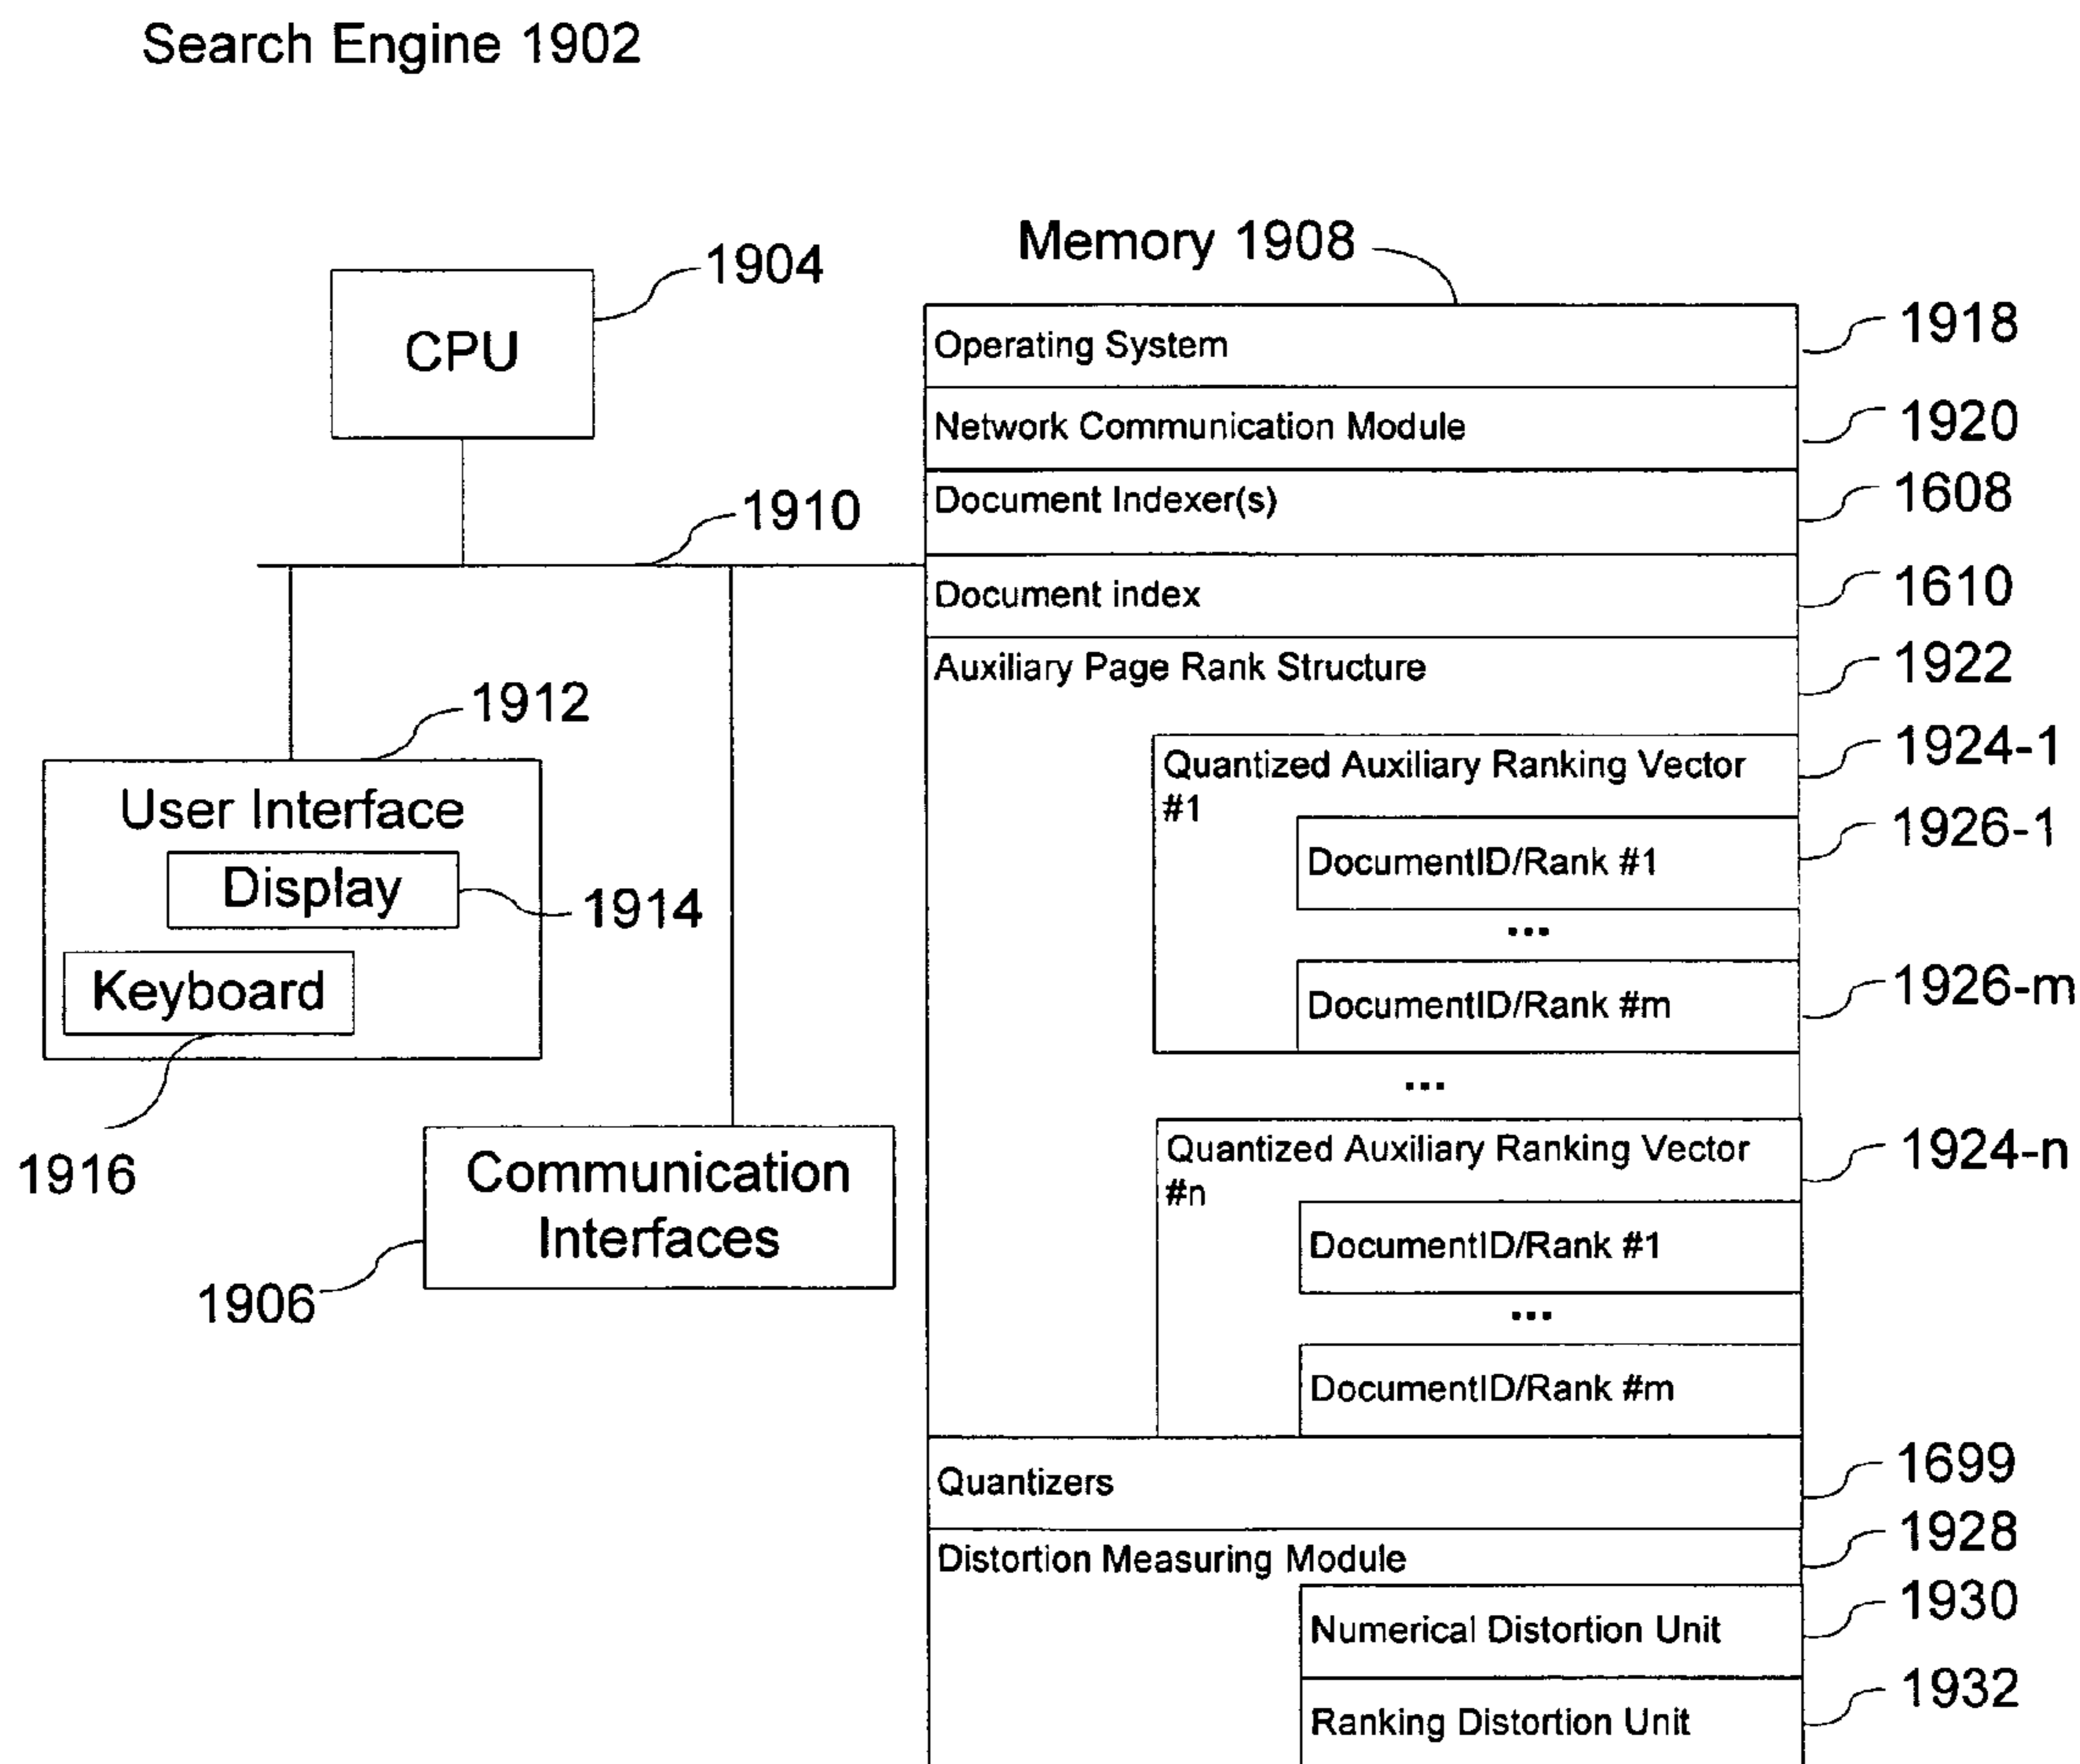 Search Engine 1902
Memory 1908
1904
CPU
1910
1912
User Interface
Display
1914
Keyboard
1916
Communication
Interfaces
1906
Operating System
1918
Network Communication Module
1920
Document Indexer(s)
1608
Document index
1610
Auxiliary Page Rank Structure
1922
Quantized Auxiliary Ranking Vector
#1
1924-1
DocumentID/Rank #1
1926-1
...
DocumentID/Rank #m
1926-m
...
Quantized Auxiliary Ranking Vector
#n
1924-n
DocumentID/Rank #1
...
DocumentID/Rank #m
Quantizers
1699
Distortion Measuring Module
1928
Numerical Distortion Unit
1930
Ranking Distortion Unit
1932